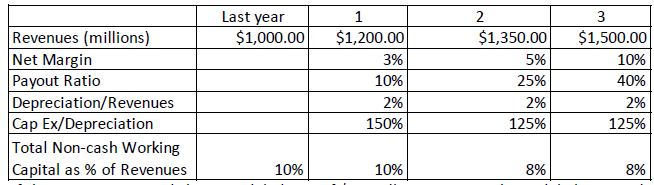 Last year 1 2 3
Revenues (millions) $1,000.00 $1,200.00 $1,350.00 $1,500.00
Net Margin 3% 5% 10%
Payout Ratio 10% 25% 40%
Depreciation/Revenues 2% 2% 2%
Cap Ex/Depreciation 150% 125% 125%
Total Non-cash Working
Capital as % of Revenues 10% 10% 8% 8%